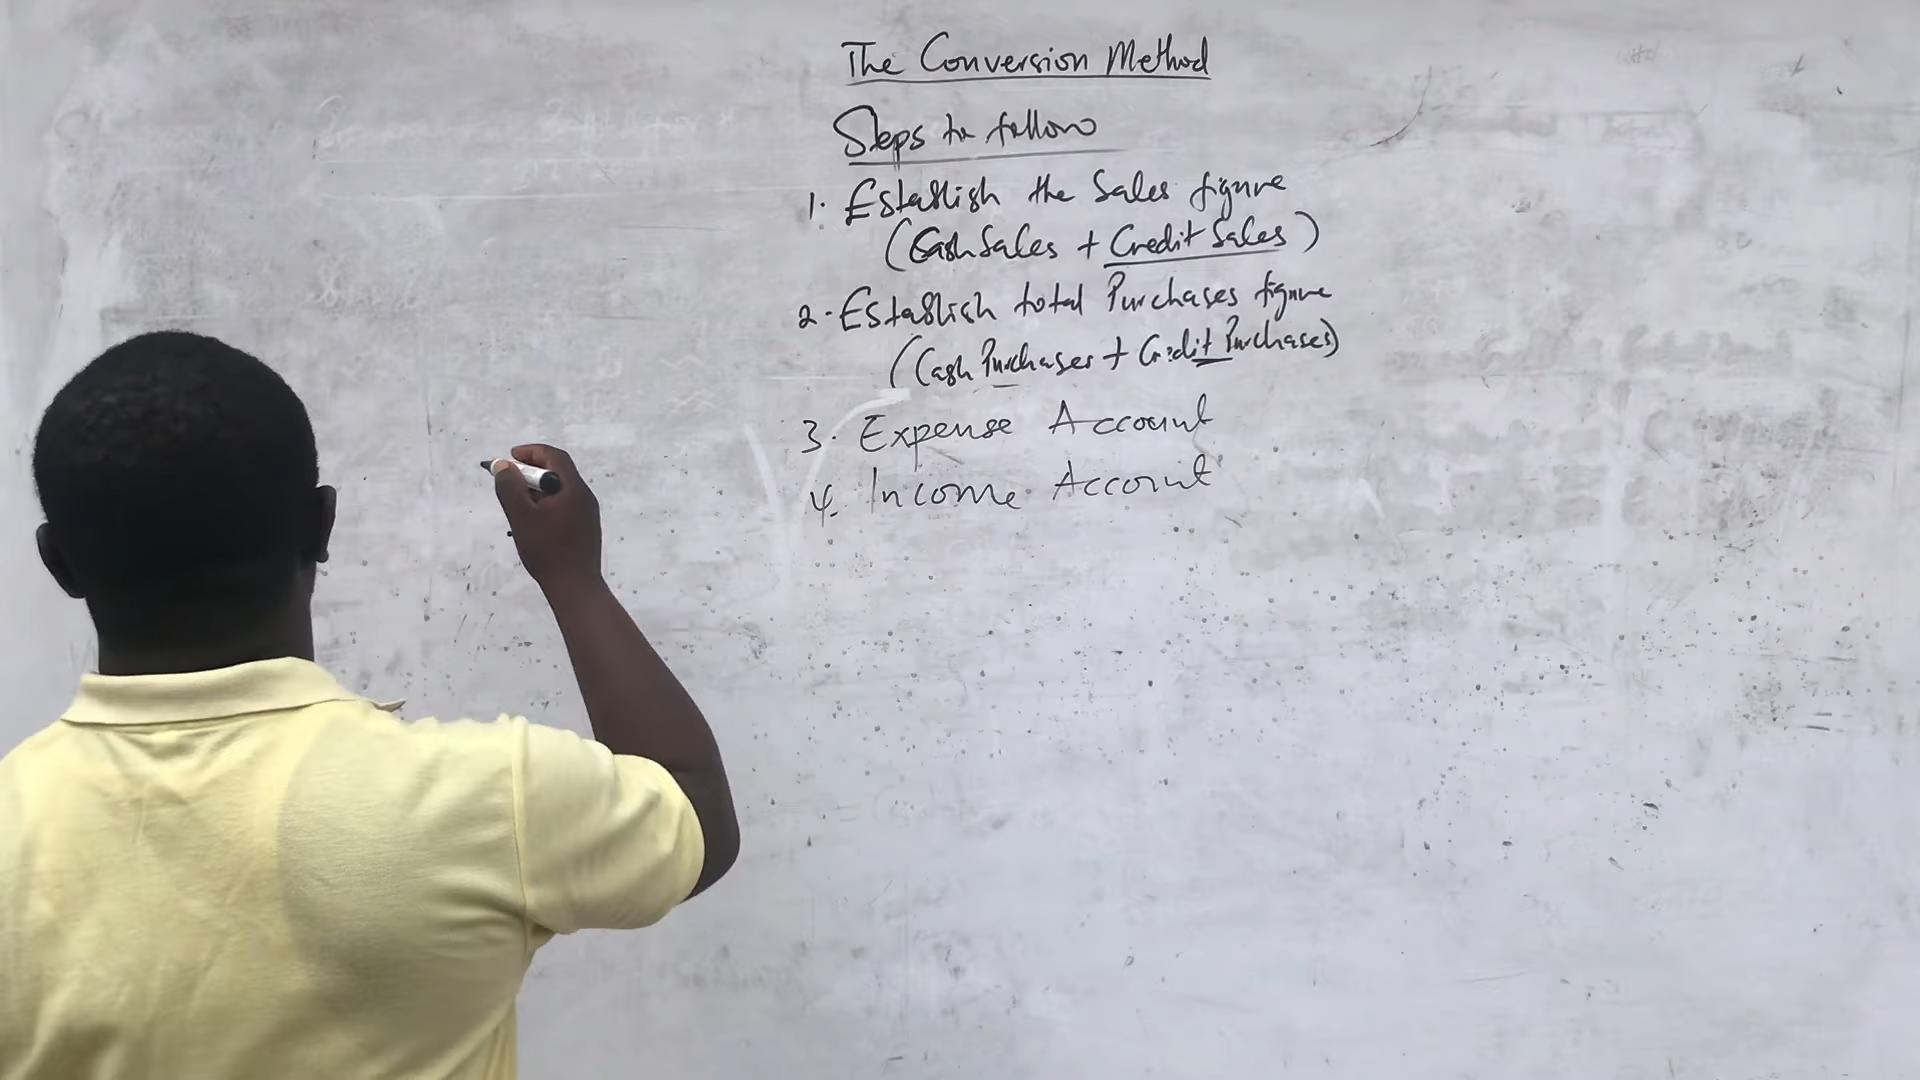 The Conversion Method
Steps to follow
1. Establish the Sales figure
(Cash Sales + Credit Sales)
2. Establish total Purchases figure
(Cash Purchases + Credit Purchases)
3. Expense Account
4. Income Account